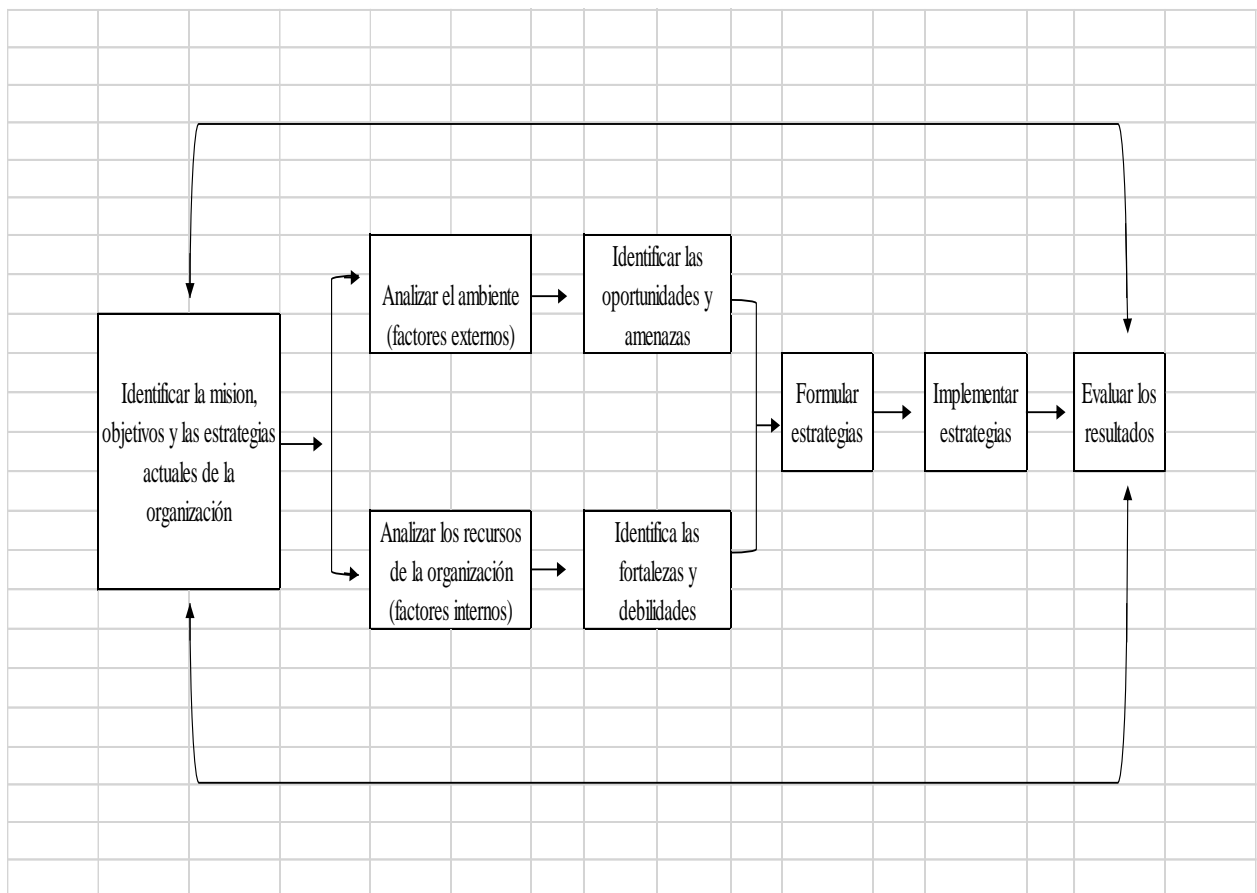 Identificar la mision,
objetivos y las estrategias
actuales de la
organización
Analizar el ambiente
(factores externos)
Identificar las
oportunidades y
amenazas
Analizar los recursos
de la organización
(factores internos)
Identifica las
fortalezas y
debilidades
Formular
estrategias
Implementar
estrategias
Evaluar los
resultados